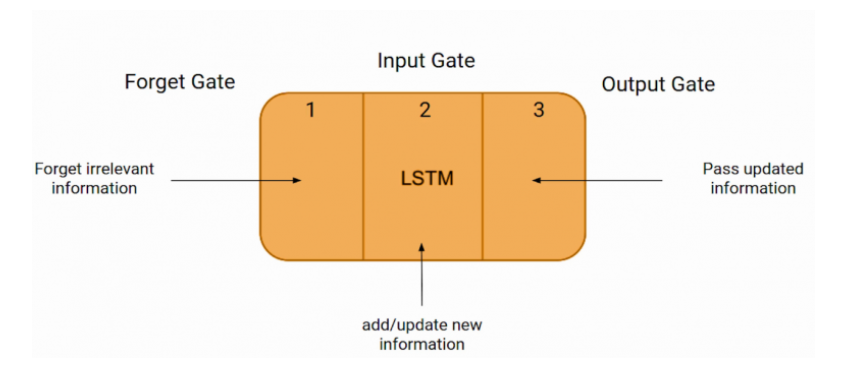 Input Gate
Forget Gate
Output Gate
1
2
3
Forget irrelevant
information
LSTM
Pass updated
information
add/update new
information